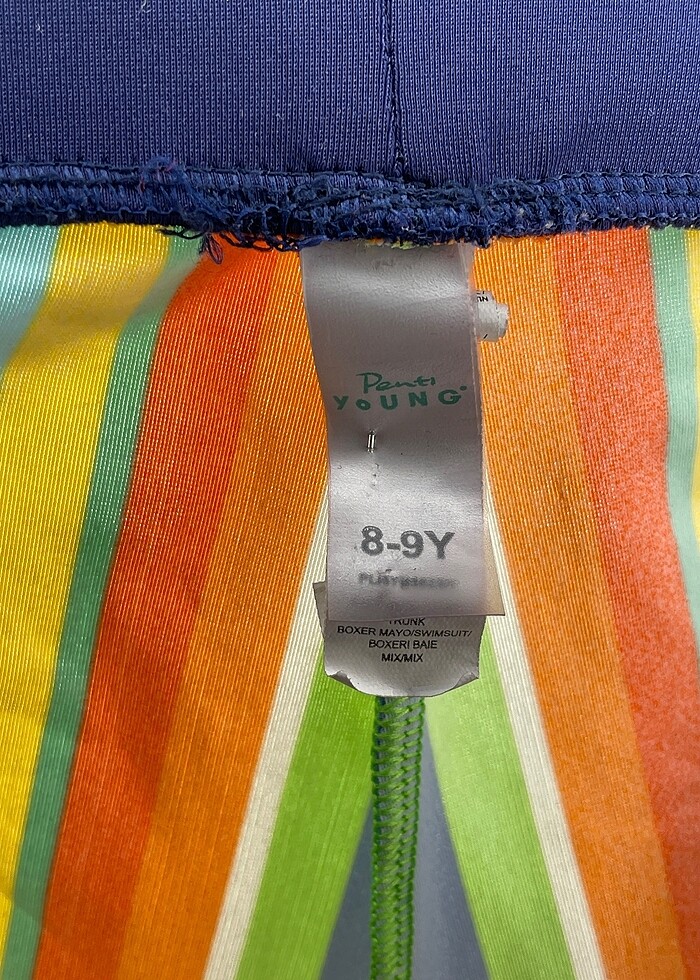 Penti
YOUNG
8-9Y
TRUNK
BOXER MAYO/SWIMSUIT/
BOXERI BAIE
MIX/MIX